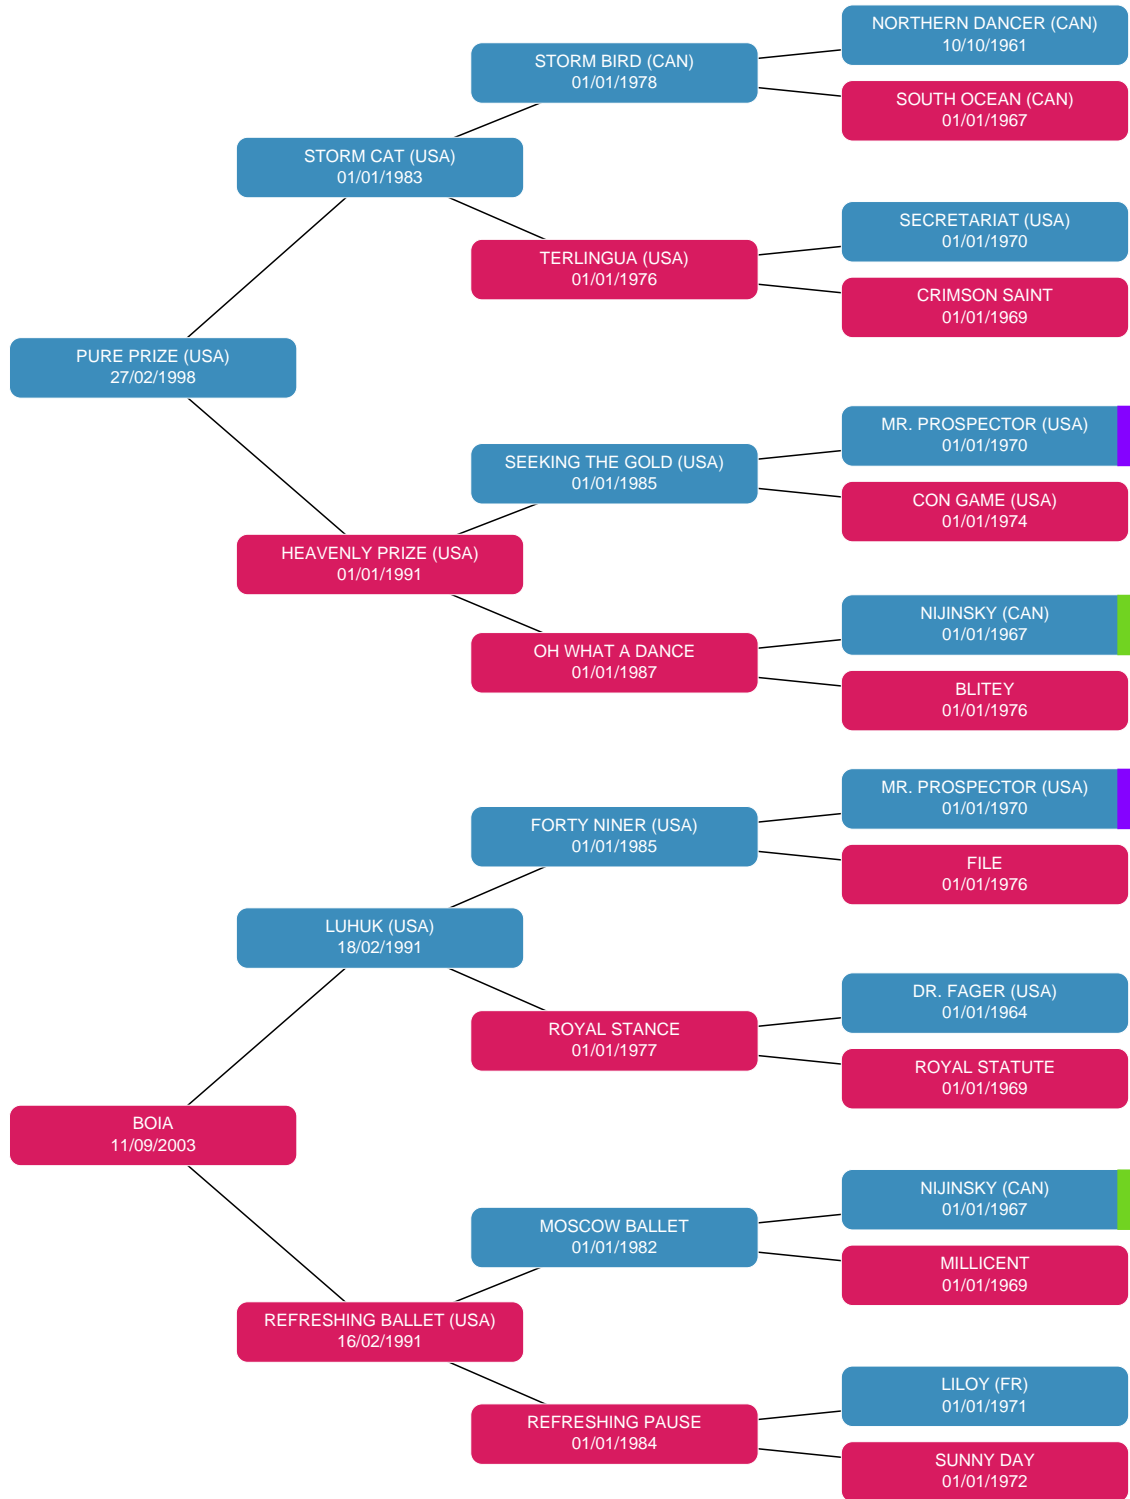 NORTHERN DANCER (CAN)
10/10/1961
STORM BIRD (CAN)
01/01/1978
SOUTH OCEAN (CAN)
01/01/1967
STORM CAT (USA)
01/01/1983
SECRETARIAT (USA)
01/01/1970
TERLINGUA (USA)
01/01/1976
CRIMSON SAINT
01/01/1969
PURE PRIZE (USA)
27/02/1998
MR. PROSPECTOR (USA)
01/01/1970
SEEKING THE GOLD (USA)
01/01/1985
CON GAME (USA)
01/01/1974
HEAVENLY PRIZE (USA)
01/01/1991
NIJINSKY (CAN)
01/01/1967
OH WHAT A DANCE
01/01/1987
BLITEY
01/01/1976
MR. PROSPECTOR (USA)
01/01/1970
FORTY NINER (USA)
01/01/1985
FILE
01/01/1976
LUHUK (USA)
18/02/1991
DR. FAGER (USA)
01/01/1964
ROYAL STANCE
01/01/1977
ROYAL STATUTE
01/01/1969
BOIA
11/09/2003
NIJINSKY (CAN)
01/01/1967
MOSCOW BALLET
01/01/1982
MILLICENT
01/01/1969
REFRESHING BALLET (USA)
16/02/1991
LILOY (FR)
01/01/1971
REFRESHING PAUSE
01/01/1984
SUNNY DAY
01/01/1972